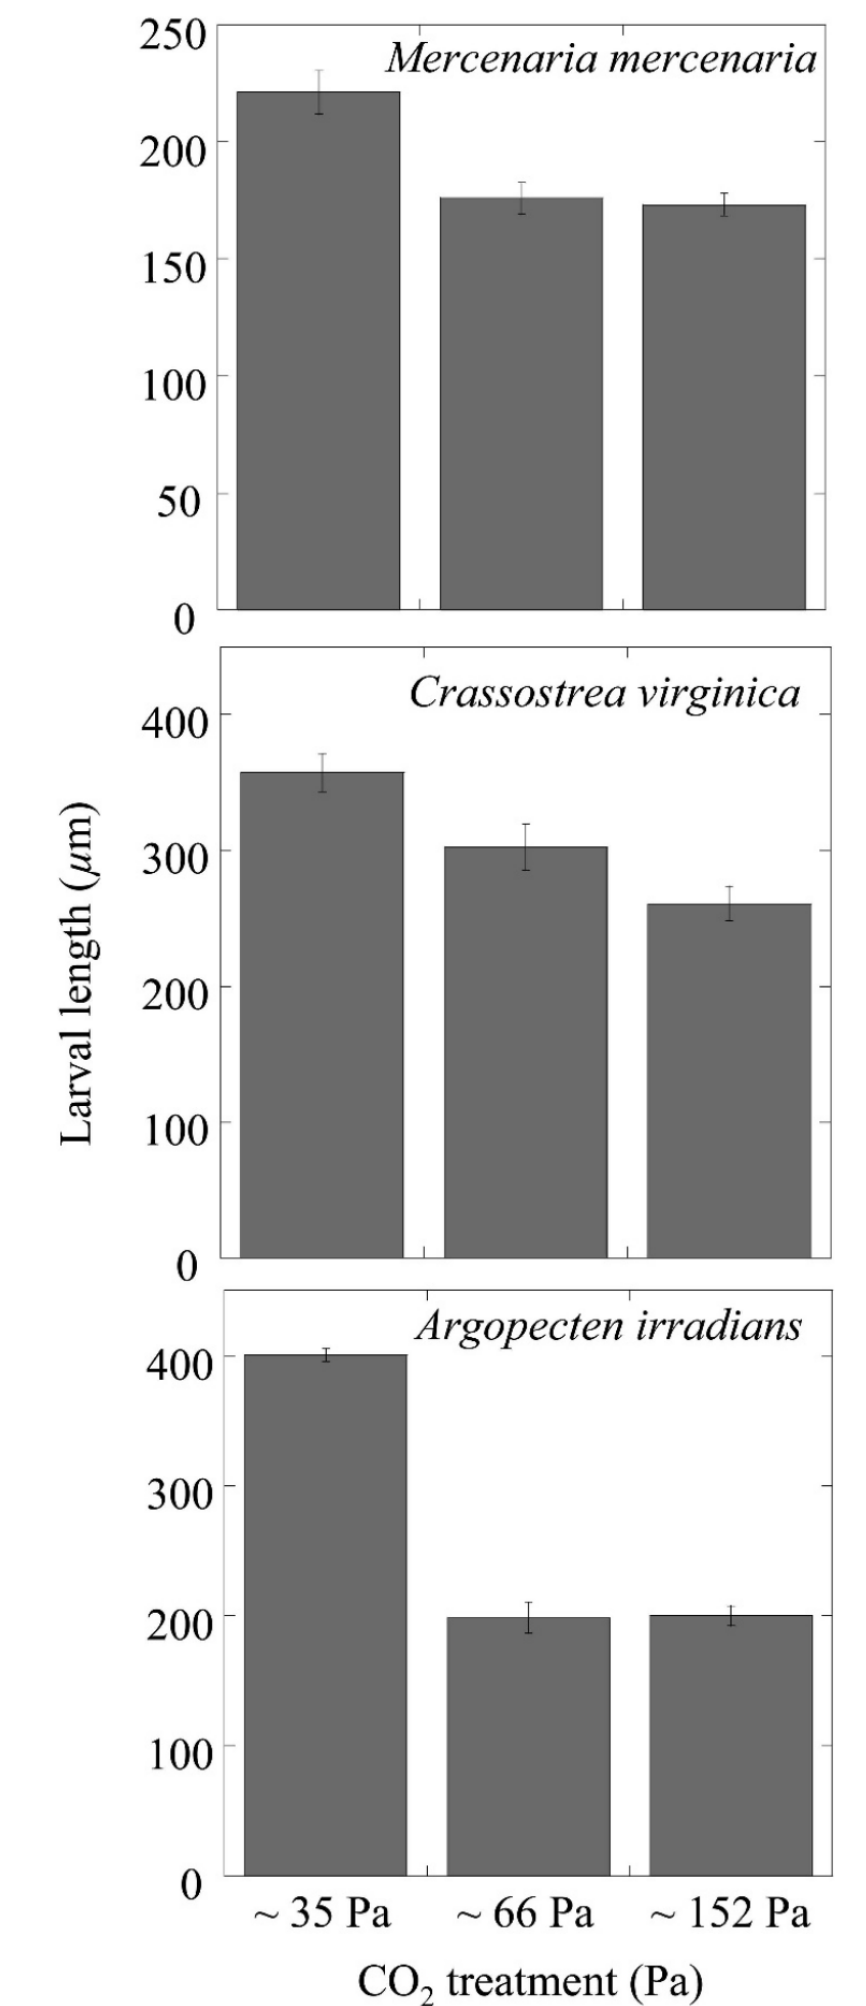 250
Mercenaria mercenaria
200
150
100
50
0
Crassostrea virginica
400
300
200
100
0
Larval length (μm)
Argopecten irradians
400
300
200
100
0
~ 35 Pa ~ 66 Pa ~ 152 Pa
CO₂ treatment (Pa)